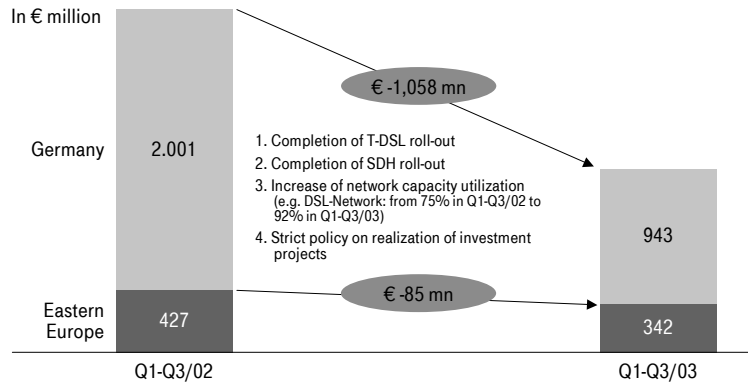 In € million
€ -1,058 mn
Germany
2.001
1. Completion of T-DSL roll-out
2. Completion of SDH roll-out
3. Increase of network capacity utilization
(e.g. DSL-Network: from 75% in Q1-Q3/02 to
92% in Q1-Q3/03)
4. Strict policy on realization of investment
projects
943
€ -85 mn
Eastern
Europe
427
342
Q1-Q3/02
Q1-Q3/03